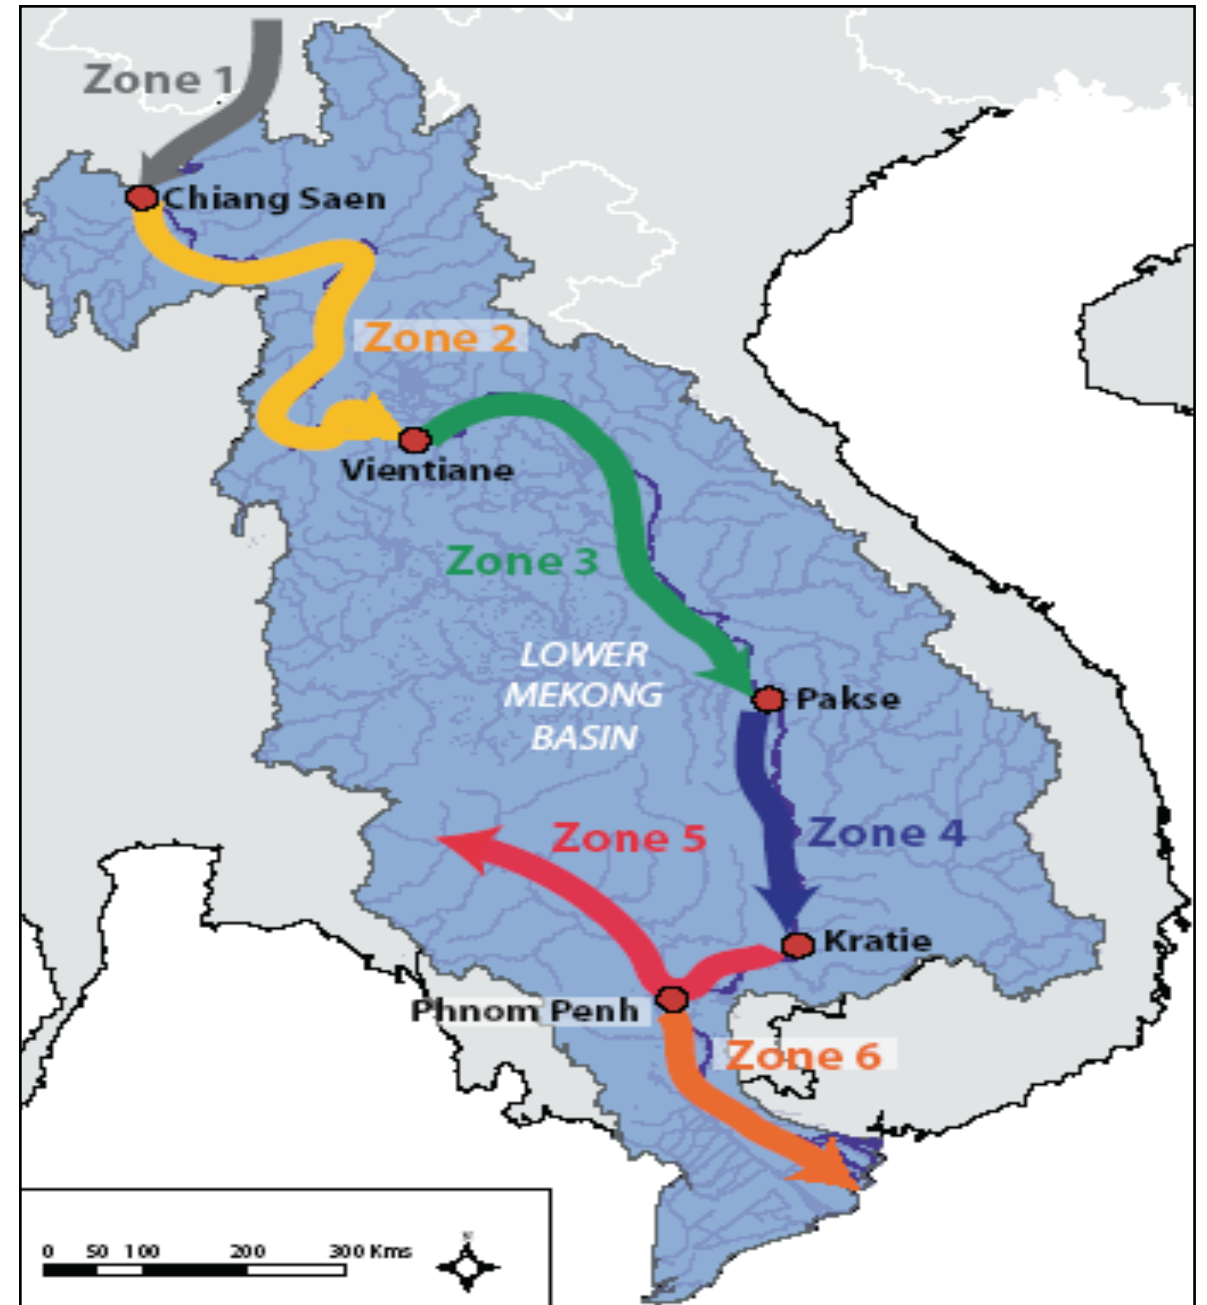 Zone 1
Chiang Saen
Zone 2
Vientiane
Zone 3
LOWER
MEKONG
BASIN
Pakse
Zone 5
Zone 4
Kratie
Phnom Penh
Zone 6
N
0 50 100 200 300 Kms